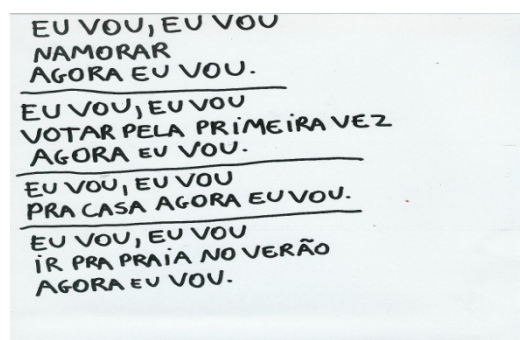 EU VOU, EU VOU
NAMORAR
AGORA EU VOU.
EU VOU, EU VOU
VOTAR PELA PRIMEIRA VEZ
AGORA EU VOU.
EU VOU, EU VOU
PRA CASA AGORA EU VOU.
EU VOU, EU VOU
IR PRA PRAIA NO VERÃO
AGORA EU VOU.